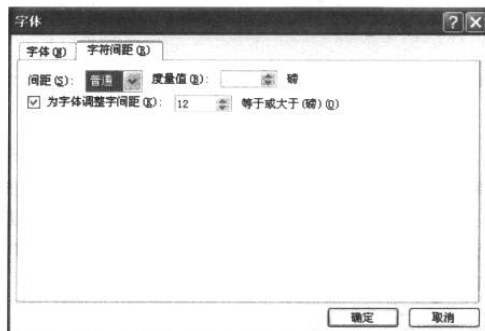 字体
字体(N) 字符间距(R)
间距(S): 普通 度量值(B): 磅
为字体调整字间距(K): 12 等于或大于(磅)(O)
确定 取消